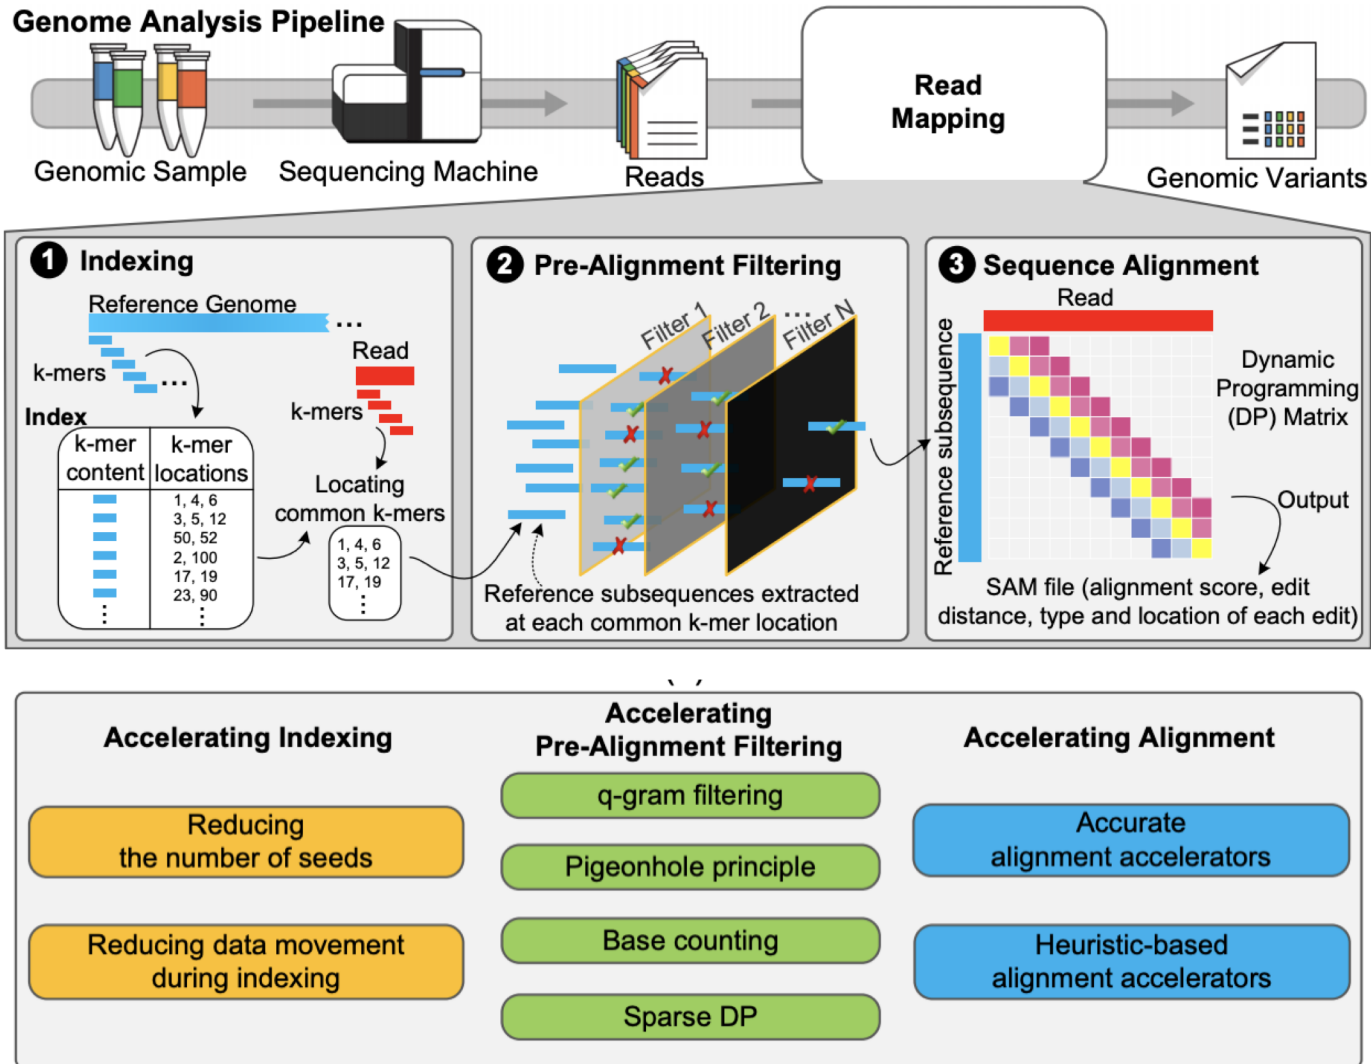 Genome Analysis Pipeline
Genomic Sample
Sequencing Machine
Reads
Read
Mapping
Genomic Variants
1 Indexing
Reference Genome
...
k-mers
...
Read
k-mers
Index
k-mer
content
k-mer
locations
1, 4, 6
3, 5, 12
50, 52
2, 100
17, 19
23, 90
⋮
⋮
Locating
common k-mers
1, 4, 6
3, 5, 12
17, 19
⋮
2 Pre-Alignment Filtering
Filter 1
Filter 2
...
Filter N
Reference subsequences extracted
at each common k-mer location
3 Sequence Alignment
Read
Reference subsequence
Dynamic
Programming
(DP) Matrix
Output
SAM file (alignment score, edit
distance, type and location of each edit)
Accelerating Indexing
Reducing
the number of seeds
Reducing data movement
during indexing
Accelerating
Pre-Alignment Filtering
q-gram filtering
Pigeonhole principle
Base counting
Sparse DP
Accelerating Alignment
Accurate
alignment accelerators
Heuristic-based
alignment accelerators